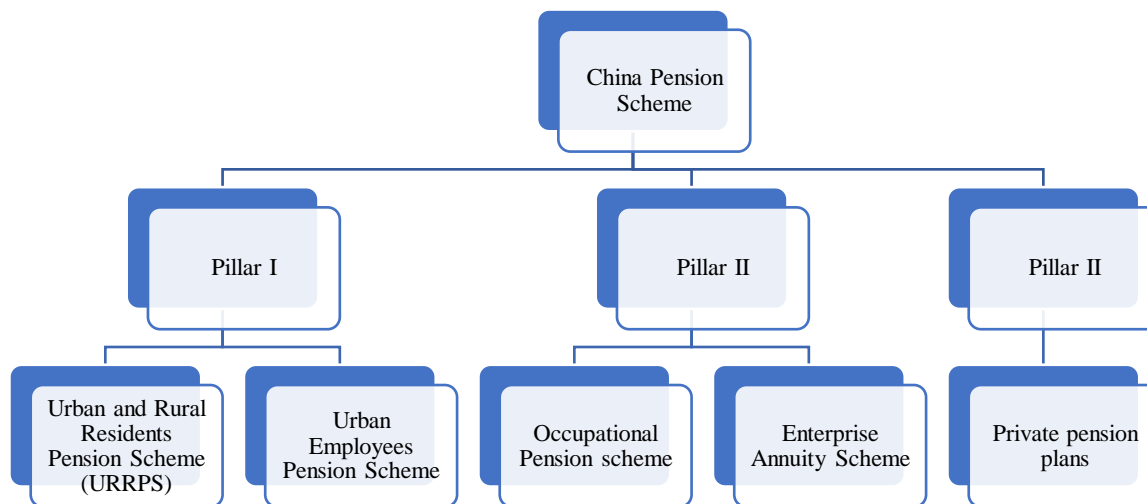 China Pension
Scheme
Pillar I
Pillar II
Pillar II
Urban and Rural
Residents
Pension Scheme
(URRPS)
Urban
Employees
Pension Scheme
Occupational
Pension scheme
Enterprise
Annuity Scheme
Private pension
plans